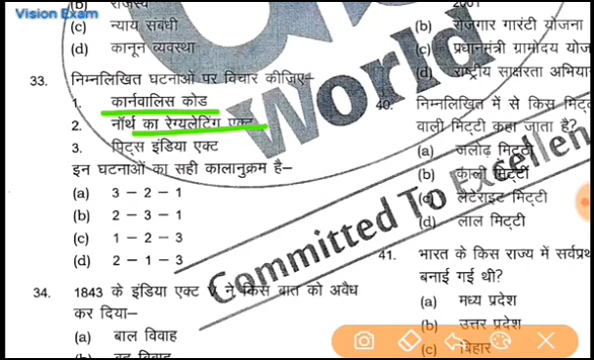 (b) राजस्व
Vision Exam
(c) न्याय संबंधी
(d) कानून व्यवस्था
33. निम्नलिखित घटनाओं पर विचार कीजिए–
1. कार्नवालिस कोड
2. नॉर्थ का रेग्यूलेटिंग एक्ट
3. पिट्स इंडिया एक्ट
इन घटनाओं का सही कालानुक्रम है–
(a) 3 – 2 – 1
(b) 2 – 3 – 1
(c) 1 – 2 – 3
(d) 2 – 1 – 3
34. 1843 के इंडिया एक्ट V ने किस बात को अवैध
कर दिया–
(a) बाल विवाह
2001
(b) रोजगार गारंटी योजना
(c) प्रधानमंत्री ग्रामोदय योज
(d) राष्ट्रीय साक्षरता अभिया
40. निम्नलिखित में से किस मिट्
वाली मिट्टी कहा जाता है?
(a) जलोढ़ मिट्टी
(b) काली मिट्टी
(c) लैटेराइट मिट्टी
(d) लाल मिट्टी
41. भारत के किस राज्य में सर्वप्र
बनाई गई थी?
(a) मध्य प्रदेश
(b) उत्तर प्रदेश
(c) बिहार
World
Committed To Excellen